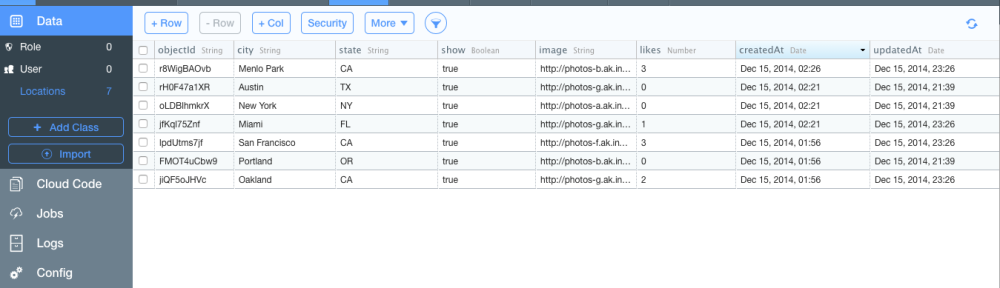 Data
Role 0
User 0
Locations 7
+ Add Class
Import
Cloud Code
Jobs
Logs
Config
+ Row - Row + Col Security More
objectId String city String state String show Boolean image String likes Number createdAt Date updatedAt Date
r8WigBAOvb Menlo Park CA true http://photos-b.ak.in... 3 Dec 15, 2014, 02:26 Dec 15, 2014, 23:26
rH0F47a1XR Austin TX true http://photos-g.ak.in... 0 Dec 15, 2014, 02:21 Dec 15, 2014, 21:39
oLDBIhmkrX New York NY true http://photos-a.ak.in... 0 Dec 15, 2014, 02:21 Dec 15, 2014, 21:39
jfKql75Znf Miami FL true http://photos-g.ak.in... 1 Dec 15, 2014, 02:21 Dec 15, 2014, 23:26
lpdUtms7jf San Francisco CA true http://photos-f.ak.in... 3 Dec 15, 2014, 01:56 Dec 15, 2014, 23:26
FMOT4uCbw9 Portland OR true http://photos-b.ak.in... 0 Dec 15, 2014, 01:56 Dec 15, 2014, 21:39
jiQF5oJHVc Oakland CA true http://photos-g.ak.in... 2 Dec 15, 2014, 01:56 Dec 15, 2014, 23:26